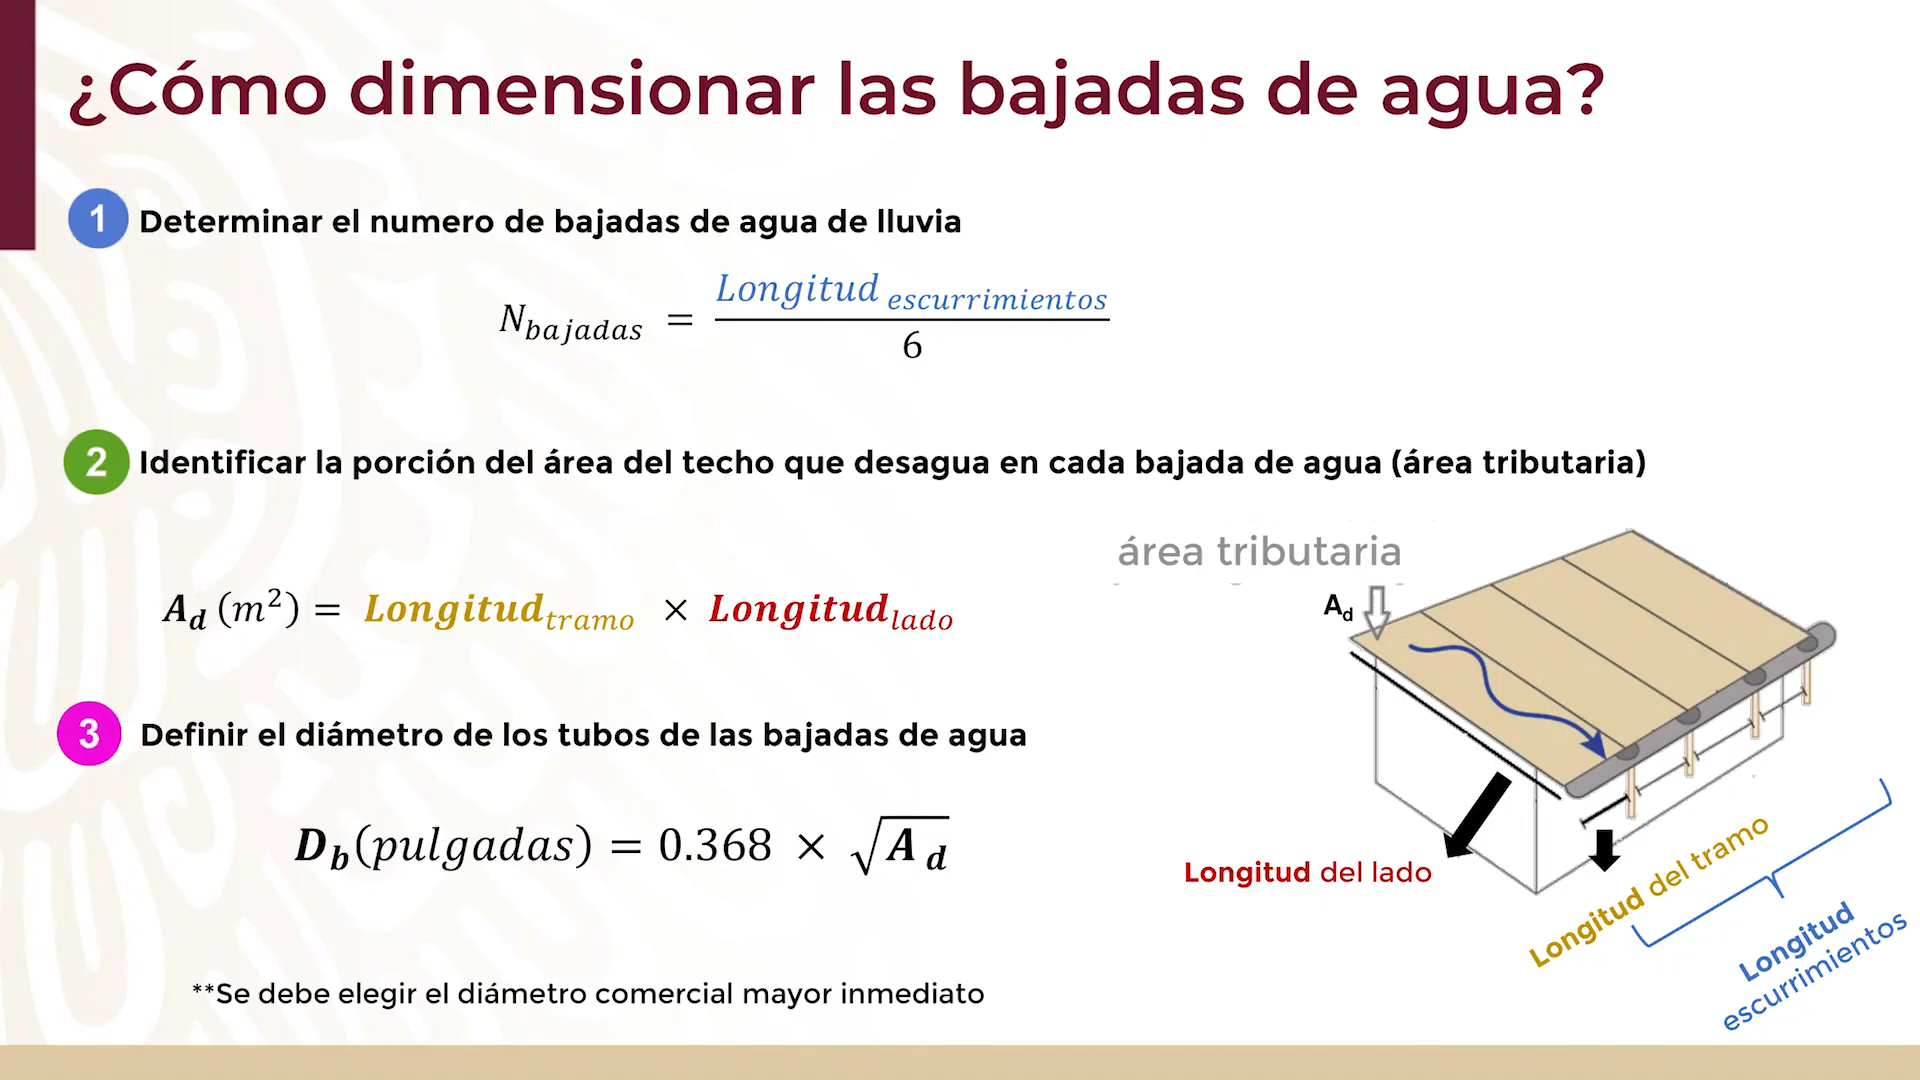 ¿Cómo dimensionar las bajadas de agua?
1 Determinar el numero de bajadas de agua de lluvia
N_bajadas = Longitud escurrimientos / 6
2 Identificar la porción del área del techo que desagua en cada bajada de agua (área tributaria)
A_d (m²) = Longitud_tramo × Longitud_lado
área tributaria
A_d
3 Definir el diámetro de los tubos de las bajadas de agua
D_b(pulgadas) = 0.368 × √A_d
Longitud del lado
Longitud del tramo
Longitud
escurrimientos
**Se debe elegir el diámetro comercial mayor inmediato